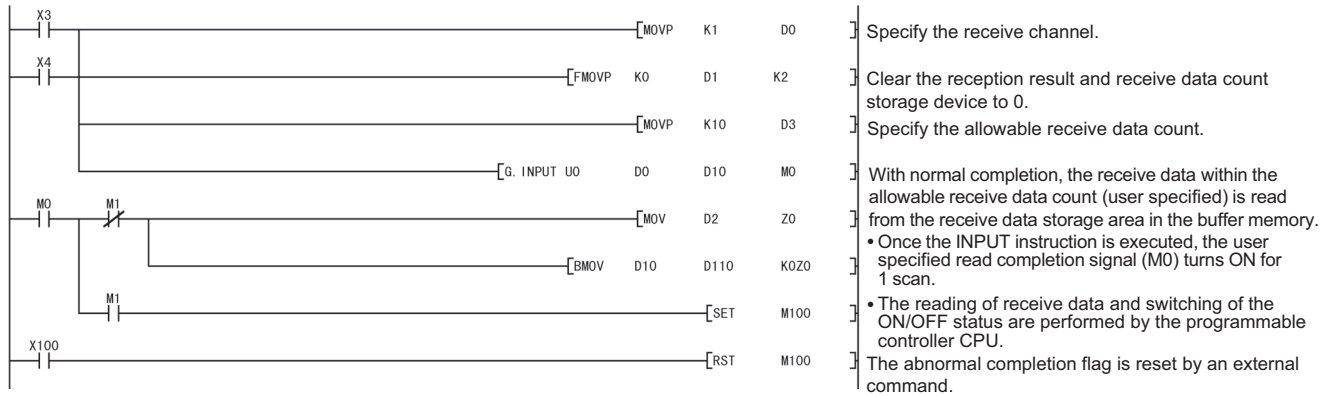 X3
MOVP K1 D0
Specify the receive channel.
X4
FMOVP K0 D1 K2
Clear the reception result and receive data count
storage device to 0.
MOVP K10 D3
Specify the allowable receive data count.
G. INPUT U0 D0 D10 M0
With normal completion, the receive data within the
allowable receive data count (user specified) is read
from the receive data storage area in the buffer memory.
M0 M1
MOV D2 Z0
• Once the INPUT instruction is executed, the user
specified read completion signal (M0) turns ON for
1 scan.
BMOV D10 D110 K0Z0
M1
SET M100
• The reading of receive data and switching of the
ON/OFF status are performed by the programmable
controller CPU.
X100
RST M100
The abnormal completion flag is reset by an external
command.